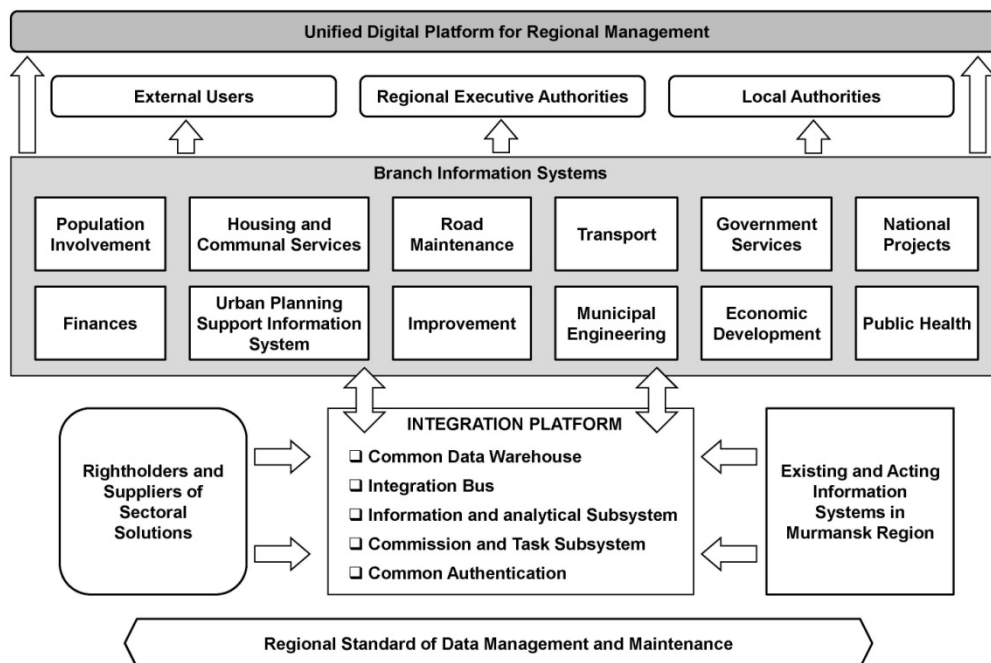 Unified Digital Platform for Regional Management
External Users
Regional Executive Authorities
Local Authorities
Branch Information Systems
Population
Involvement
Housing and
Communal Services
Road
Maintenance
Transport
Government
Services
National
Projects
Finances
Urban Planning
Support Information
System
Improvement
Municipal
Engineering
Economic
Development
Public Health
Rightholders and
Suppliers of
Sectoral
Solutions
INTEGRATION PLATFORM
❑ Common Data Warehouse
❑ Integration Bus
❑ Information and analytical Subsystem
❑ Commission and Task Subsystem
❑ Common Authentication
Existing and Acting
Information
Systems in
Murmansk Region
Regional Standard of Data Management and Maintenance